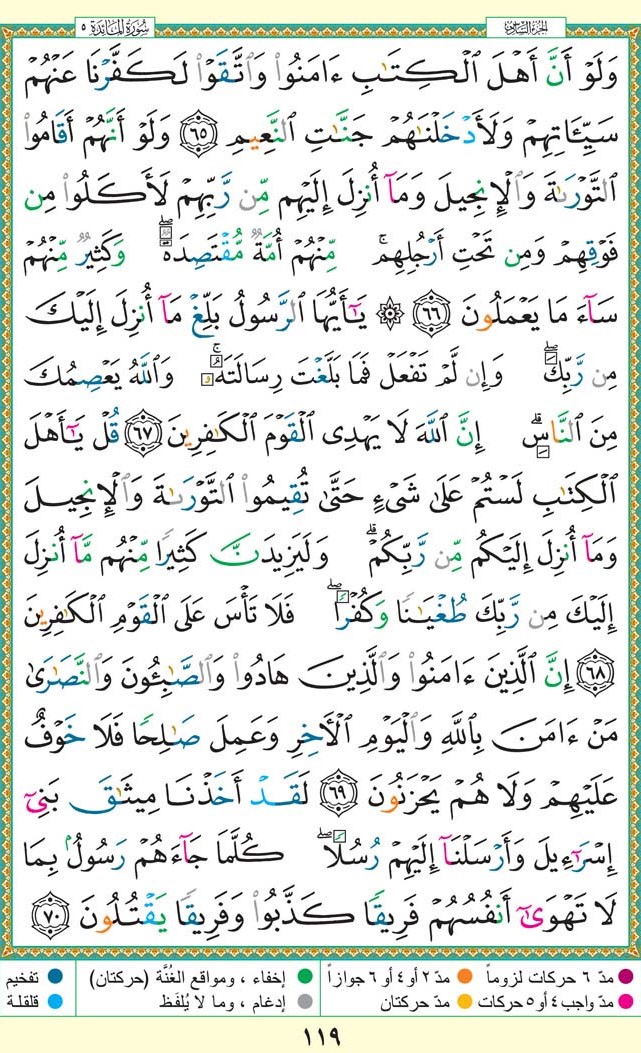 سُورَةُ المَائدَة ٥
الجزء السادس
وَلَوْ أَنَّ أَهْلَ ٱلْكِتَٰبِ ءَامَنُوا۟ وَٱتَّقَوْا۟ لَكَفَّرْنَا عَنْهُمْ
سَيِّـَٔاتِهِمْ وَلَأَدْخَلْنَٰهُمْ جَنَّٰتِ ٱلنَّعِيمِ ٦٥ وَلَوْ أَنَّهُمْ أَقَامُوا۟
ٱلتَّوْرَىٰةَ وَٱلْإِنجِيلَ وَمَآ أُنزِلَ إِلَيْهِم مِّن رَّبِّهِمْ لَأَكَلُوا۟ مِن
فَوْقِهِمْ وَمِن تَحْتِ أَرْجُلِهِم ۚ مِّنْهُمْ أُمَّةٌ مُّقْتَصِدَةٌ ۖ وَكَثِيرٌ مِّنْهُمْ
سَآءَ مَا يَعْمَلُونَ ٦٦ ۞ يَٰٓأَيُّهَا ٱلرَّسُولُ بَلِّغْ مَآ أُنزِلَ إِلَيْكَ
مِن رَّبِّكَ ۖ وَإِن لَّمْ تَفْعَلْ فَمَا بَلَّغْتَ رِسَالَتَهُۥ ۚ وَٱللَّهُ يَعْصِمُكَ
مِنَ ٱلنَّاسِ ۗ إِنَّ ٱللَّهَ لَا يَهْدِى ٱلْقَوْمَ ٱلْكَٰفِرِينَ ٦٧ قُلْ يَٰٓأَهْلَ
ٱلْكِتَٰبِ لَسْتُمْ عَلَىٰ شَىْءٍ حَتَّىٰ تُقِيمُوا۟ ٱلتَّوْرَىٰةَ وَٱلْإِنجِيلَ
وَمَآ أُنزِلَ إِلَيْكُم مِّن رَّبِّكُمْ ۗ وَلَيَزِيدَنَّ كَثِيرًا مِّنْهُم مَّآ أُنزِلَ
إِلَيْكَ مِن رَّبِّكَ طُغْيَٰنًا وَكُفْرًا ۖ فَلَا تَأْسَ عَلَى ٱلْقَوْمِ ٱلْكَٰفِرِينَ
٦٨ إِنَّ ٱلَّذِينَ ءَامَنُوا۟ وَٱلَّذِينَ هَادُوا۟ وَٱلصَّٰبِـُٔونَ وَٱلنَّصَٰرَىٰ
مَنْ ءَامَنَ بِٱللَّهِ وَٱلْيَوْمِ ٱلْـَٔاخِرِ وَعَمِلَ صَٰلِحًا فَلَا خَوْفٌ
عَلَيْهِمْ وَلَا هُمْ يَحْزَنُونَ ٦٩ لَقَدْ أَخَذْنَا مِيثَٰقَ بَنِىٓ
إِسْرَٰٓءِيلَ وَأَرْسَلْنَآ إِلَيْهِمْ رُسُلًا ۖ كُلَّمَا جَآءَهُمْ رَسُولٌۢ بِمَا
لَا تَهْوَىٰٓ أَنفُسُهُمْ فَرِيقًا كَذَّبُوا۟ وَفَرِيقًا يَقْتُلُونَ ٧٠
مدّ ٦ حركات لزوماً مدّ ٢ أو ٤ أو ٦ جوازاً إخفاء ، ومواقع الغُنَّة (حركتان) تفخيم
مدّ واجب ٤ أو ٥ حركات مدّ حركتان إدغام ، وما لا يُلفَظ قلقلة
١١٩